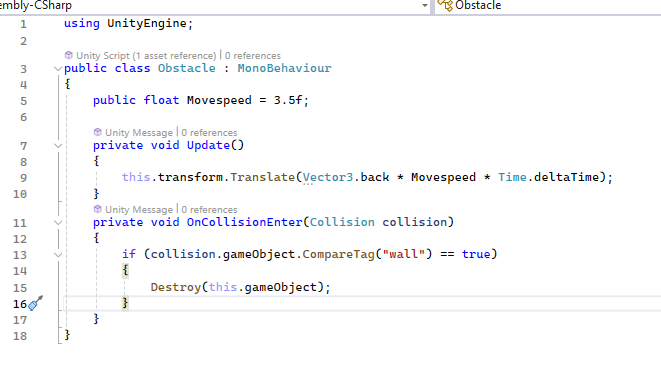 embly-CSharp
Obstacle
1 using UnityEngine;
2
Unity Script (1 asset reference) | 0 references
3 public class Obstacle : MonoBehaviour
4 {
5 public float Movespeed = 3.5f;
6
Unity Message | 0 references
7 private void Update()
8 {
9 this.transform.Translate(Vector3.back * Movespeed * Time.deltaTime);
10 }
Unity Message | 0 references
11 private void OnCollisionEnter(Collision collision)
12 {
13 if (collision.gameObject.CompareTag("wall") == true)
14 {
15 Destroy(this.gameObject);
16 }
17 }
18 }